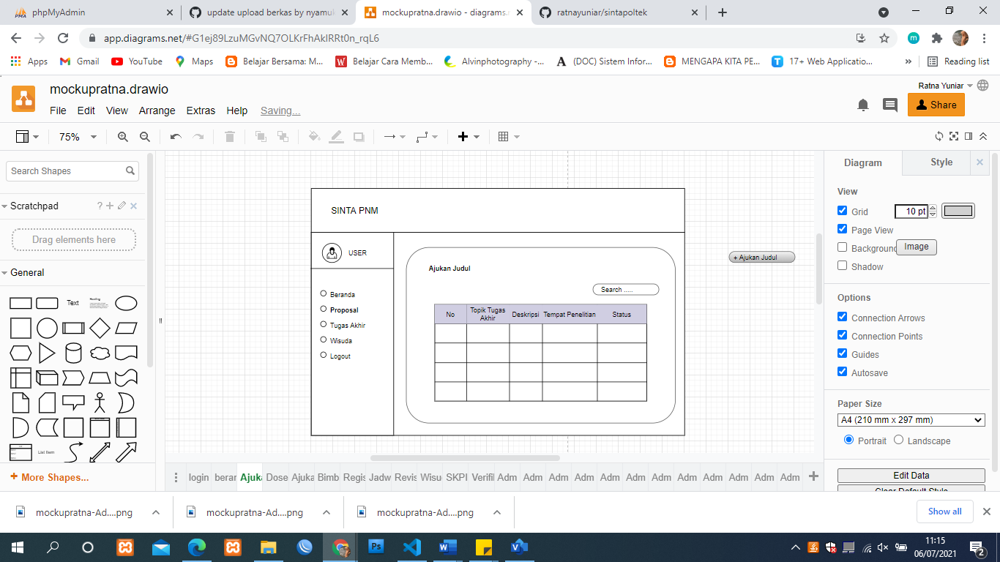 phpMyAdmin
update upload berkas by nyamuk
mockupratna.drawio - diagrams.n
ratnayuniar/sintapoltek
app.diagrams.net/#G1ej89LzuMGvNQ7OLKrFhAkIRRt0n_rqL6
m
Apps
Gmail
YouTube
Maps
Belajar Bersama: M...
Belajar Cara Memb...
Alvinphotography -...
(DOC) Sistem Infor...
MENGAPA KITA PE...
17+ Web Applicatio...
»
Reading list
mockupratna.drawio
Ratna Yuniar
File Edit View Arrange Extras Help Saving...
Share
75%
Search Shapes
Scratchpad
?
Drag elements here
General
Text
Heading
List Item
+ More Shapes...
SINTA PNM
USER
Beranda
Proposal
Tugas Akhir
Wisuda
Logout
Ajukan Judul
Search .....
No
Topik Tugas Akhir
Deskripsi
Tempat Penelitian
Status
+ Ajukan Judul
Diagram
Style
View
Grid
10 pt
Page View
Background
Image
Shadow
Options
Connection Arrows
Connection Points
Guides
Autosave
Paper Size
A4 (210 mm x 297 mm)
Portrait
Landscape
Edit Data
Clear Default Style
login berar Ajuka Dose Ajuka Bimb Regis Jadw Revis Wisu SKPI Verifil Adm Adm Adm Adm Adm Adm Adm Adm Adm Adm Adm Adm
mockupratna-Ad....png
mockupratna-Ad....png
mockupratna-Ad....png
Show all
Ps
11:15
06/07/2021
2